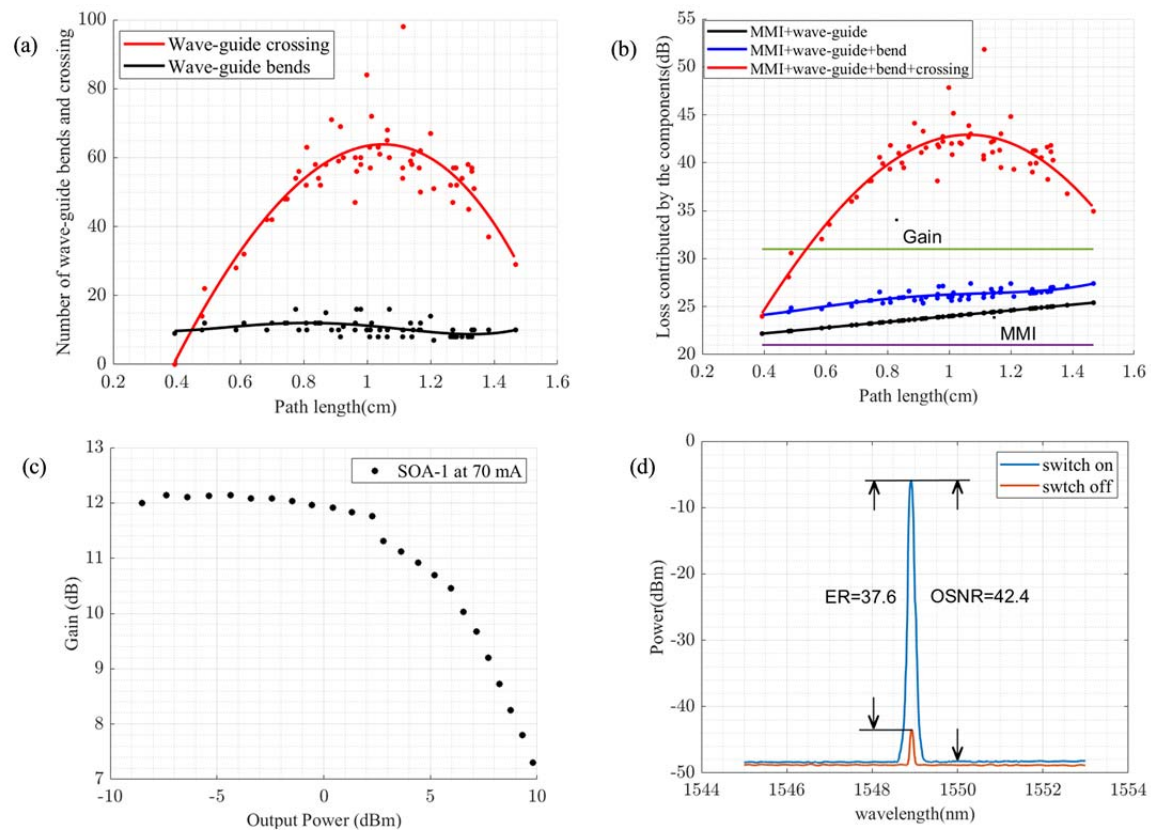 (a)
Number of wave-guide bends and crossing
100
80
60
40
20
0
Wave-guide crossing
Wave-guide bends
0.2 0.4 0.6 0.8 1 1.2 1.4 1.6
Path length(cm)
(b)
Loss contributed by the components(dB)
55
50
45
40
35
30
25
20
MMI+wave-guide
MMI+wave-guide+bend
MMI+wave-guide+bend+crossing
Gain
MMI
0.2 0.4 0.6 0.8 1 1.2 1.4 1.6
Path length(cm)
(c)
Gain (dB)
13
12
11
10
9
8
7
SOA-1 at 70 mA
-10 -5 0 5 10
Output Power (dBm)
(d)
Power(dBm)
0
-10
-20
-30
-40
-50
switch on
swtch off
ER=37.6 OSNR=42.4
1544 1546 1548 1550 1552 1554
wavelength(nm)